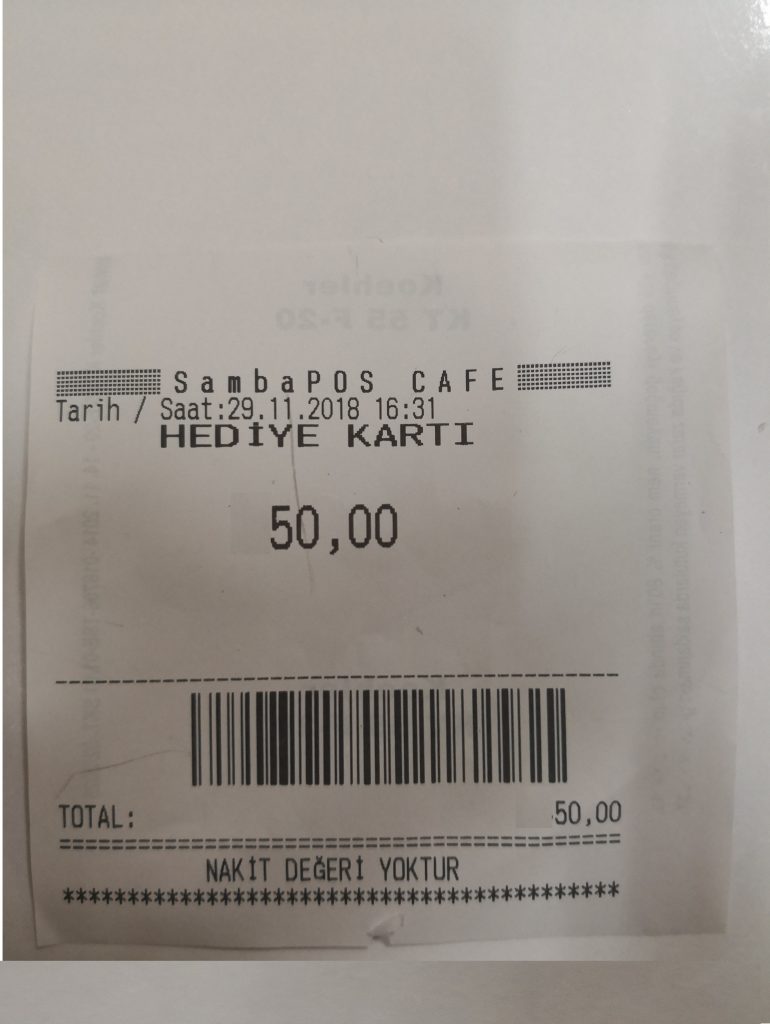 SambaPOS CAFE
Tarih / Saat:29.11.2018 16:31
HEDİYE KARTI
50,00
TOTAL: 50,00
NAKİT DEĞERİ YOKTUR
******************************************